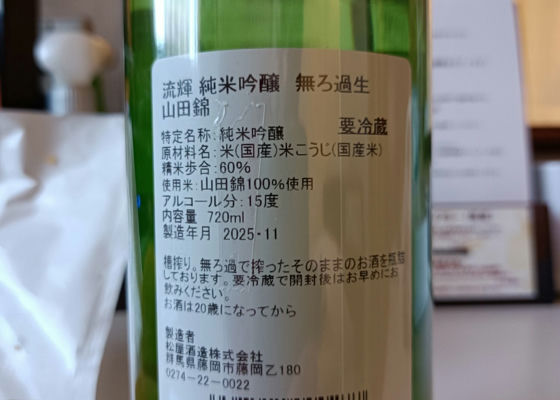 流輝 純米吟醸 無ろ過生
山田錦
要冷蔵
特定名称:純米吟醸
原材料名:米(国産)米こうじ(国産米)
精米歩合:60%
使用米:山田錦100%使用
アルコール分:15度
内容量 720ml
製造年月 2025・11
槽搾り。無ろ過で搾ったそのままのお酒を瓶詰
しております。要冷蔵で開封後はお早めにお
飲みください。
お酒は20歳になってから
製造者
松屋酒造株式会社
群馬県藤岡市藤岡乙180
0274-22-0022